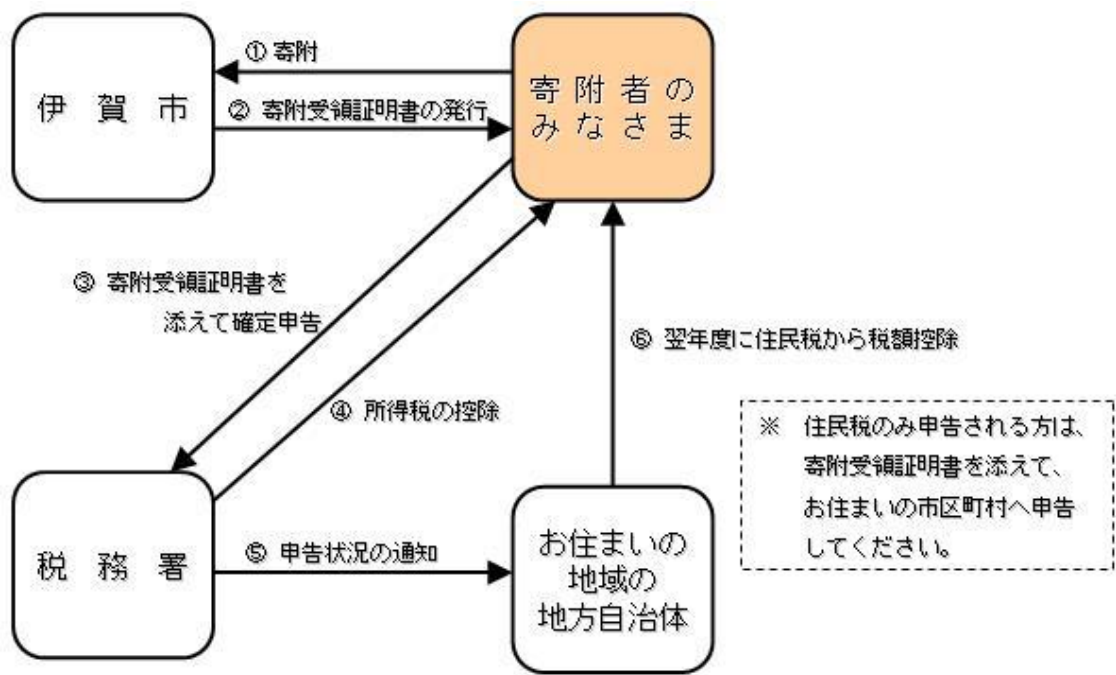 ① 寄附
伊 賀 市
② 寄附受領証明書の発行
寄 附 者 の
み な さ ま
③ 寄附受領証明書を
添えて確定申告
④ 所得税の控除
⑥ 翌年度に住民税から税額控除
※ 住民税のみ申告される方は、
寄附受領証明書を添えて、
お住まいの市区町村へ申告
してください。
税 務 署
⑤ 申告状況の通知
お住まいの
地域の
地方自治体